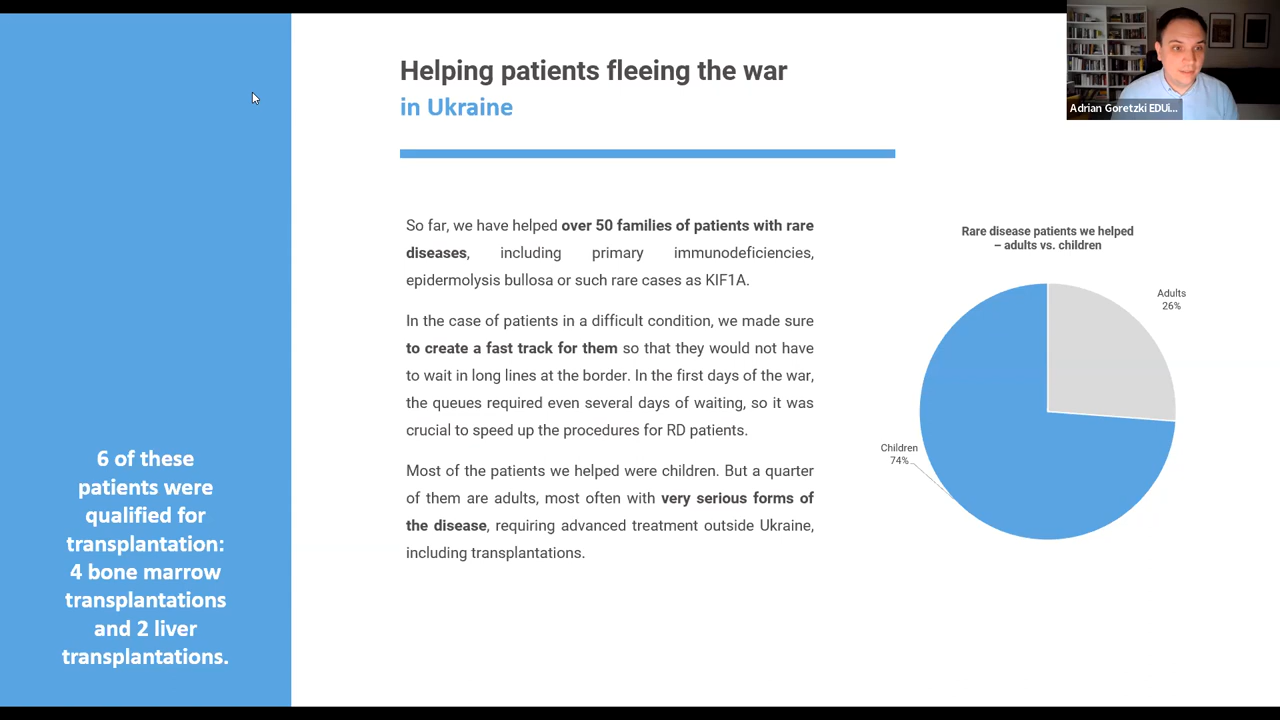 Helping patients fleeing the war
in Ukraine
Adrian Goretzki EDUi...
So far, we have helped over 50 families of patients with rare
diseases, including primary immunodeficiencies,
epidermolysis bullosa or such rare cases as KIF1A.
In the case of patients in a difficult condition, we made sure
to create a fast track for them so that they would not have
to wait in long lines at the border. In the first days of the war,
the queues required even several days of waiting, so it was
crucial to speed up the procedures for RD patients.
Most of the patients we helped were children. But a quarter
of them are adults, most often with very serious forms of
the disease, requiring advanced treatment outside Ukraine,
including transplantations.
Rare disease patients we helped
– adults vs. children
Adults
26%
Children
74%
6 of these
patients were
qualified for
transplantation:
4 bone marrow
transplantations
and 2 liver
transplantations.